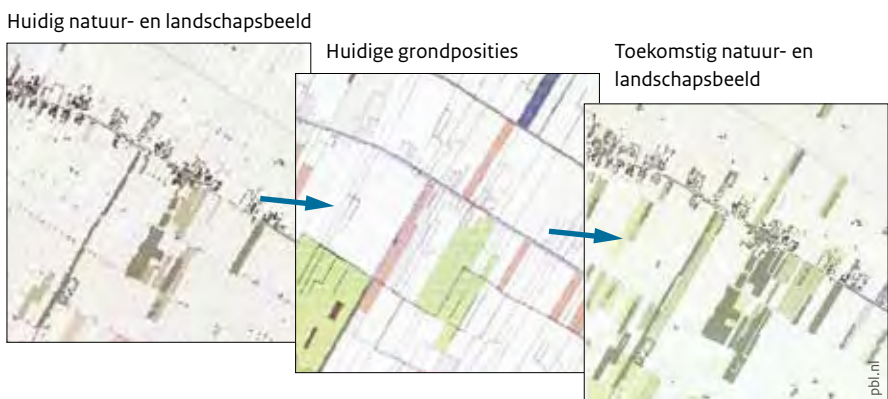 Huidig natuur- en landschapsbeeld
Huidige grondposities
Toekomstig natuur- en
landschapsbeeld
pbl.nl